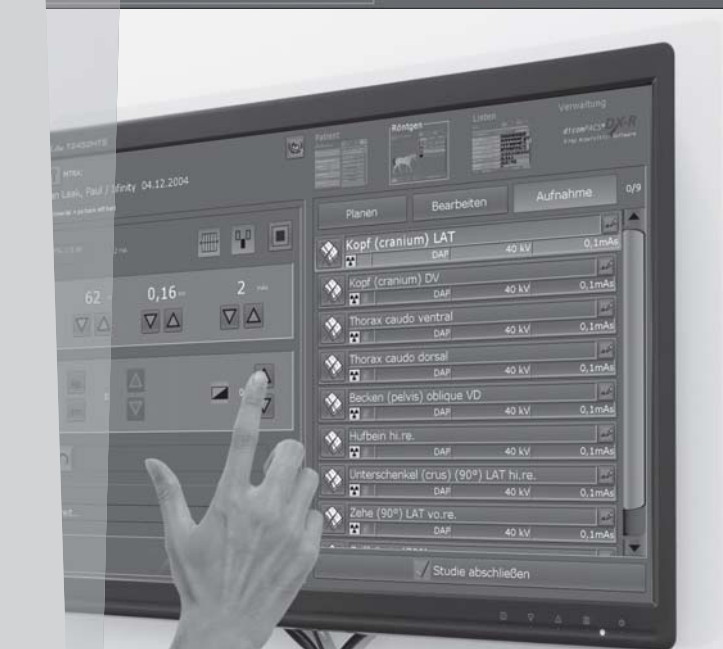 MTRA:
Paul / Infinity 04.12.2004
62
0,16
2
Patient
Röntgen
Listen
Verwaltung
dicomPACS® DX-R
Planen
Bearbeiten
Aufnahme
0/9
Kopf (cranium) LAT
DAP 40 kV 0,1mAs
Kopf (cranium) DV
DAP 40 kV 0,1mAs
Thorax caudo ventral
DAP 40 kV 0,1mAs
Thorax caudo dorsal
DAP 40 kV 0,1mAs
Becken (pelvis) oblique VD
DAP 40 kV 0,1mAs
Hufbein hi.re.
DAP 40 kV 0,1mAs
Unterschenkel (crus) (90°) LAT hi.re.
DAP 40 kV 0,1mAs
Zehe (90°) LAT vo.re.
DAP 40 kV 0,1mAs
Studie abschließen